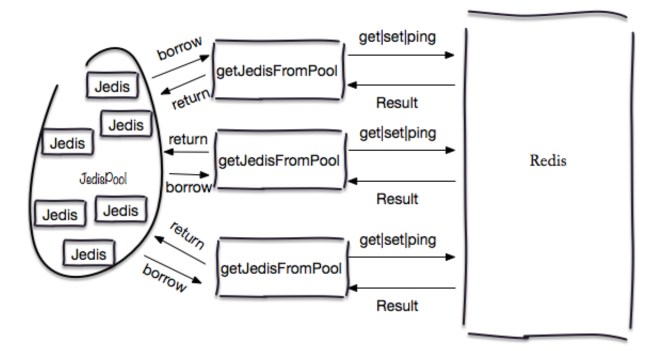 borrow
get|set|ping
Jedis
getJedisFromPool
return
Result
Jedis
get|set|ping
Jedis
return
getJedisFromPool
Redis
JedisPool
borrow
Result
Jedis
Jedis
return
get|set|ping
Jedis
getJedisFromPool
borrow
Result